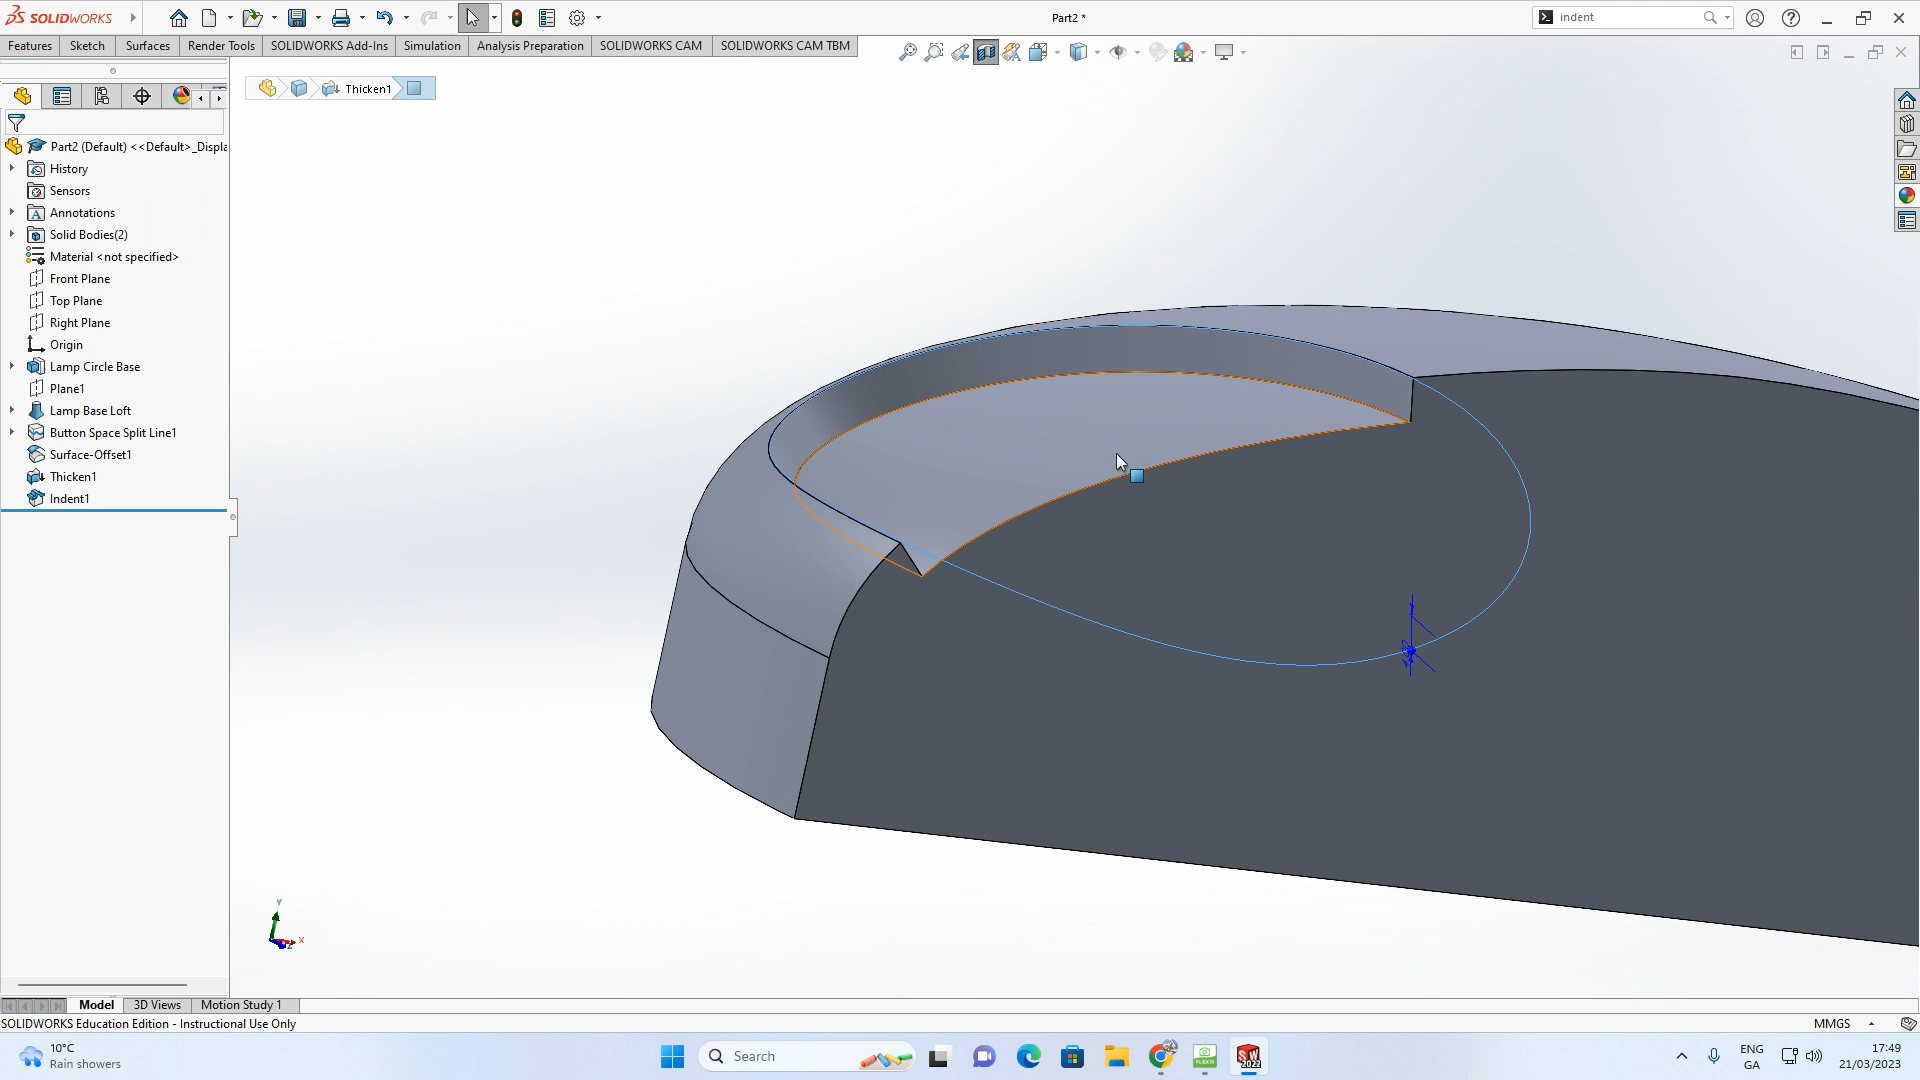 SOLIDWORKS
Part2 *
indent
Features
Sketch
Surfaces
Render Tools
SOLIDWORKS Add-Ins
Simulation
Analysis Preparation
SOLIDWORKS CAM
SOLIDWORKS CAM TBM
Thicken1
Part2 (Default) <<Default>_Displa
History
Sensors
Annotations
Solid Bodies(2)
Material <not specified>
Front Plane
Top Plane
Right Plane
Origin
Lamp Circle Base
Plane1
Lamp Base Loft
Button Space Split Line1
Surface-Offset1
Thicken1
Indent1
Y
X
Z
Model
3D Views
Motion Study 1
SOLIDWORKS Education Edition - Instructional Use Only
MMGS
10°C
Rain showers
Search
ENG
GA
17:49
21/03/2023